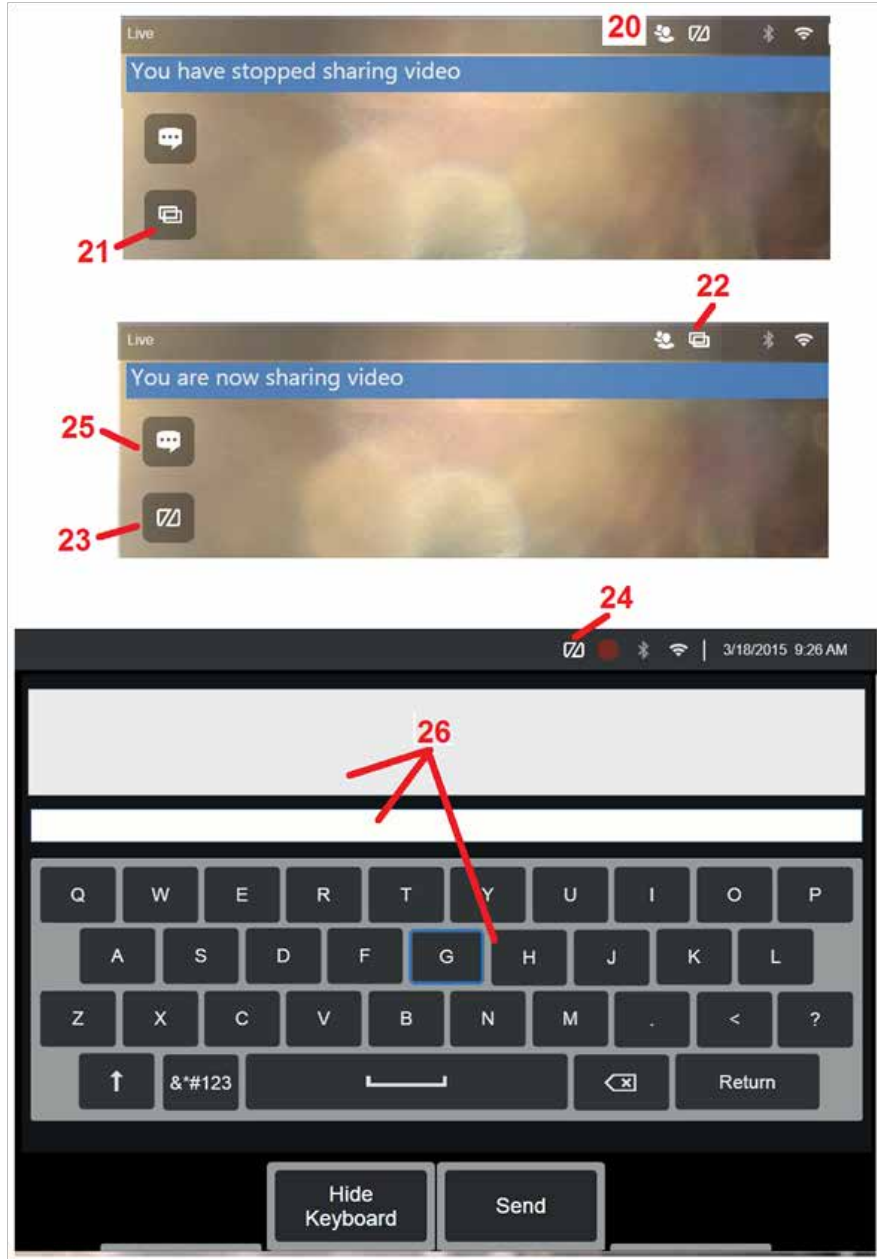 Live 20
You have stopped sharing video
21
22
Live
You are now sharing video
25
23
24
3/18/2015 9:26 AM
26
Q W E R T Y U I O P
A S D F G H J K L
Z X C V B N M . < ?
&*#123 Return
Hide
Keyboard
Send